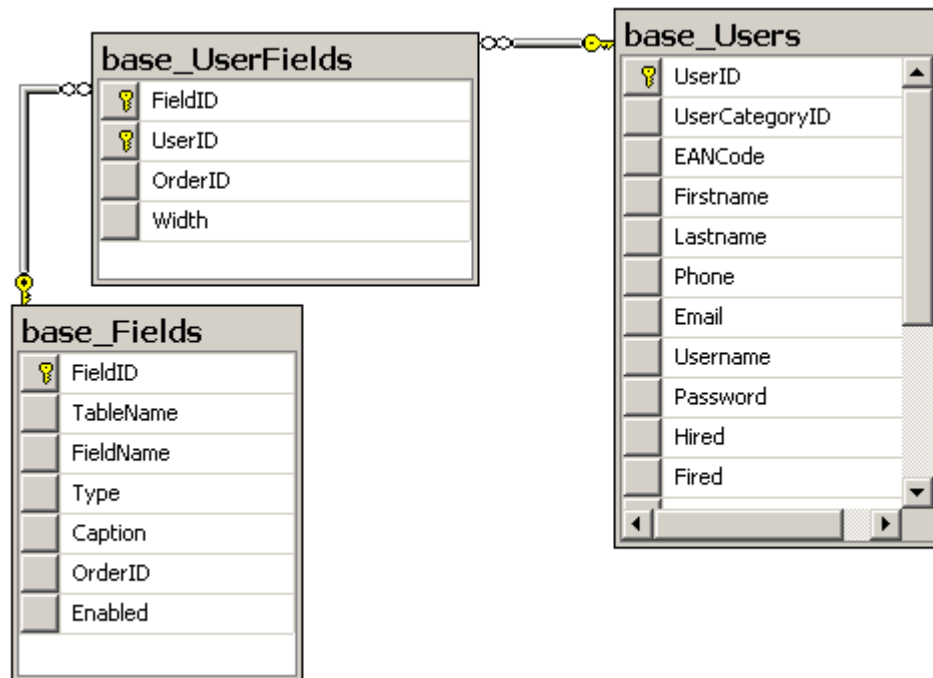 base_UserFields
FieldID
UserID
OrderID
Width
base_Users
UserID
UserCategoryID
EANCode
Firstname
Lastname
Phone
Email
Username
Password
Hired
Fired
base_Fields
FieldID
TableName
FieldName
Type
Caption
OrderID
Enabled